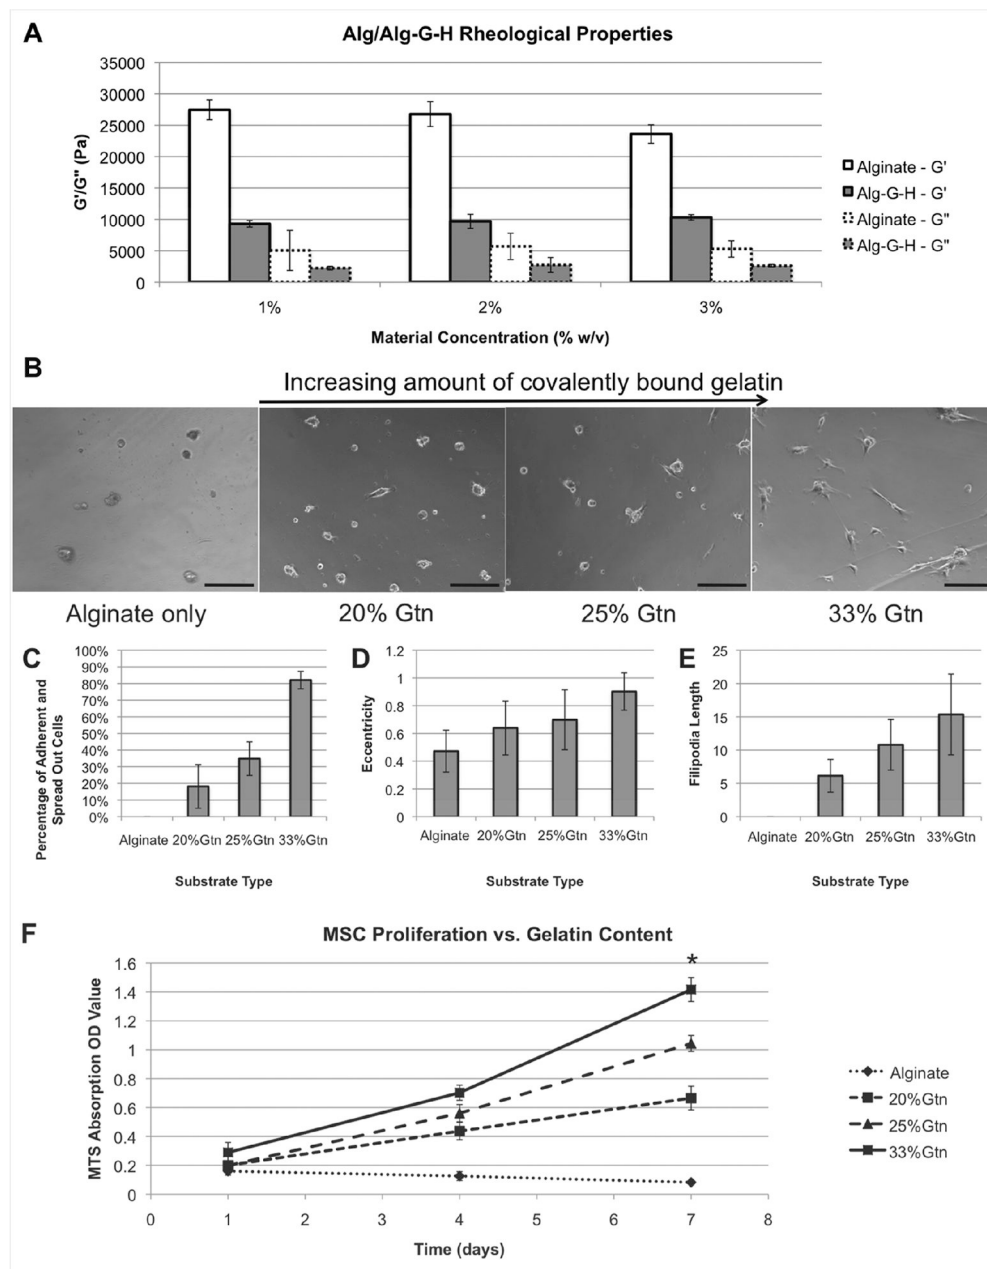 A
Alg/Alg-G-H Rheological Properties
35000
30000
25000
20000
15000
10000
5000
0
G'/G" (Pa)
1%
2%
3%
Material Concentration (% w/v)
Alginate - G'
Alg-G-H - G'
Alginate - G"
Alg-G-H - G"
B
Increasing amount of covalently bound gelatin
Alginate only
20% Gtn
25% Gtn
33% Gtn
C
Percentage of Adherent and
Spread Out Cells
100%
90%
80%
70%
60%
50%
40%
30%
20%
10%
0%
Alginate 20%Gtn 25%Gtn 33%Gtn
Substrate Type
D
Eccentricity
1.2
1
0.8
0.6
0.4
0.2
0
Alginate 20%Gtn 25%Gtn 33%Gtn
Substrate Type
E
Filipodia Length
25
20
15
10
5
0
Alginate 20%Gtn 25%Gtn 33%Gtn
Substrate Type
F
MSC Proliferation vs. Gelatin Content
MTS Absorption OD Value
1.6
1.4
1.2
1
0.8
0.6
0.4
0.2
0
*
0 1 2 3 4 5 6 7 8
Time (days)
Alginate
20%Gtn
25%Gtn
33%Gtn